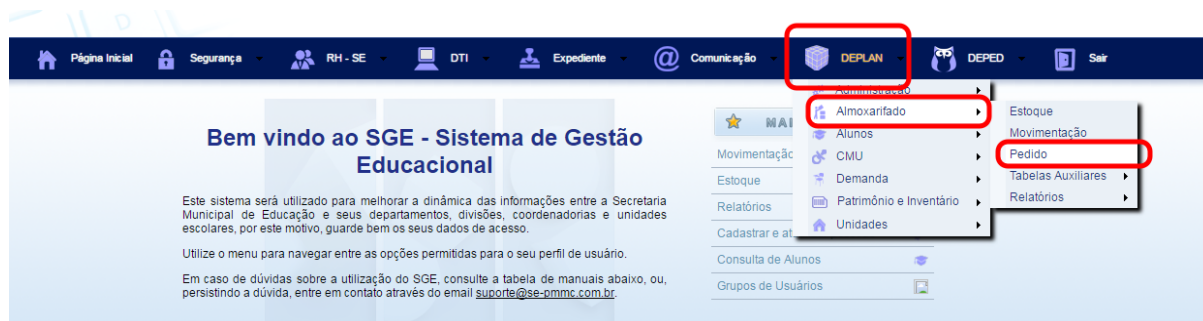 Página Inicial
Segurança
RH - SE
DTI
Expediente
Comunicação
DEPLAN
DEPED
Sair
Administração
Almoxarifado
Alunos
CMU
Demanda
Patrimônio e Inventário
Unidades
Estoque
Movimentação
Pedido
Tabelas Auxiliares
Relatórios
Bem vindo ao SGE - Sistema de Gestão
Educacional
Este sistema será utilizado para melhorar a dinâmica das informações entre a Secretaria
Municipal de Educação e seus departamentos, divisões, coordenadorias e unidades
escolares, por este motivo, guarde bem os seus dados de acesso.
Utilize o menu para navegar entre as opções permitidas para o seu perfil de usuário.
Em caso de dúvidas sobre a utilização do SGE, consulte a tabela de manuais abaixo, ou,
persistindo a dúvida, entre em contato através do email suporte@se-pmmc.com.br.
Movimentação
Estoque
Relatórios
Cadastrar e
Consulta de Alunos
Grupos de Usuários